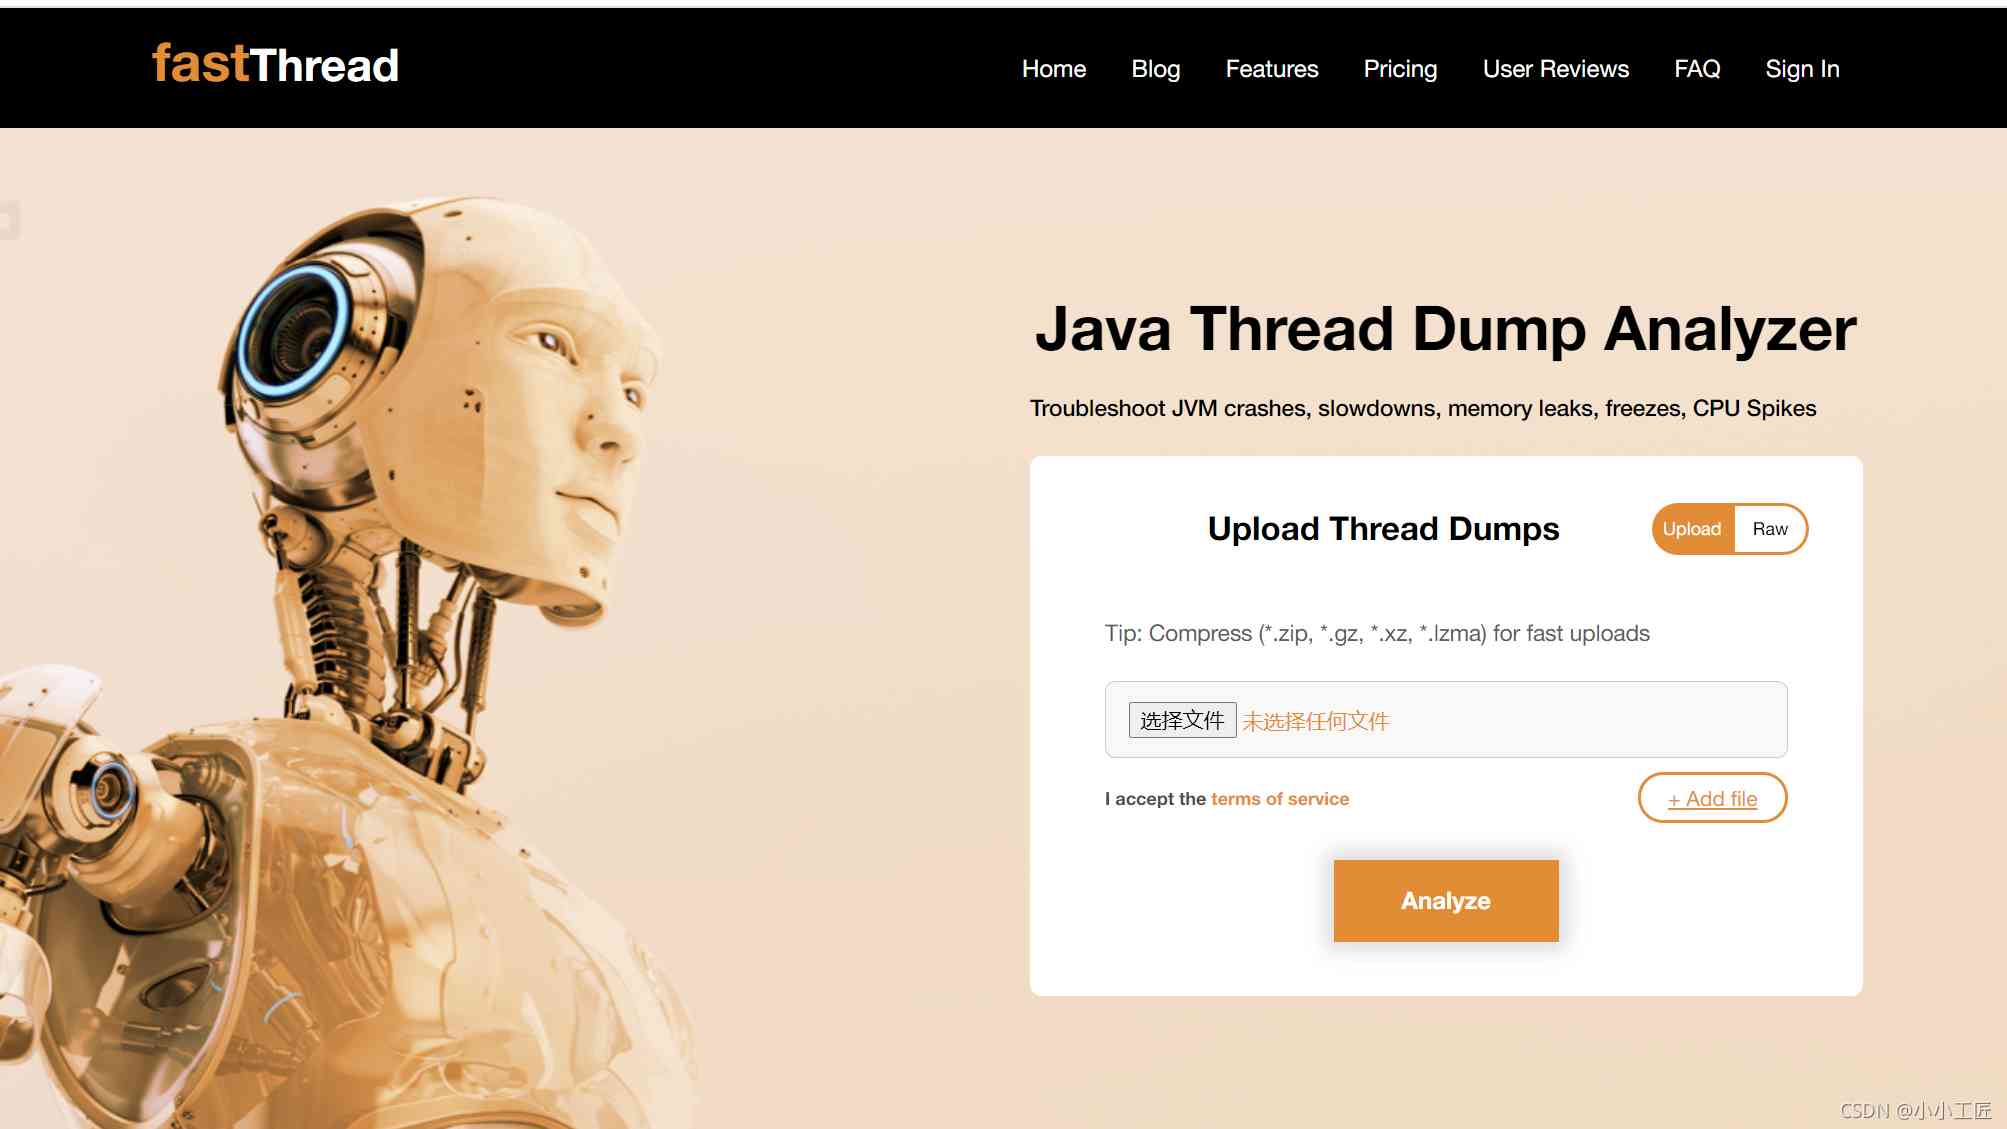 fastThread
Home Blog Features Pricing User Reviews FAQ Sign In
Java Thread Dump Analyzer
Troubleshoot JVM crashes, slowdowns, memory leaks, freezes, CPU Spikes
Upload Thread Dumps
Upload Raw
Tip: Compress (*.zip, *.gz, *.xz, *.lzma) for fast uploads
选择文件 未选择任何文件
I accept the terms of service
+ Add file
Analyze
CSDN @小小工匠